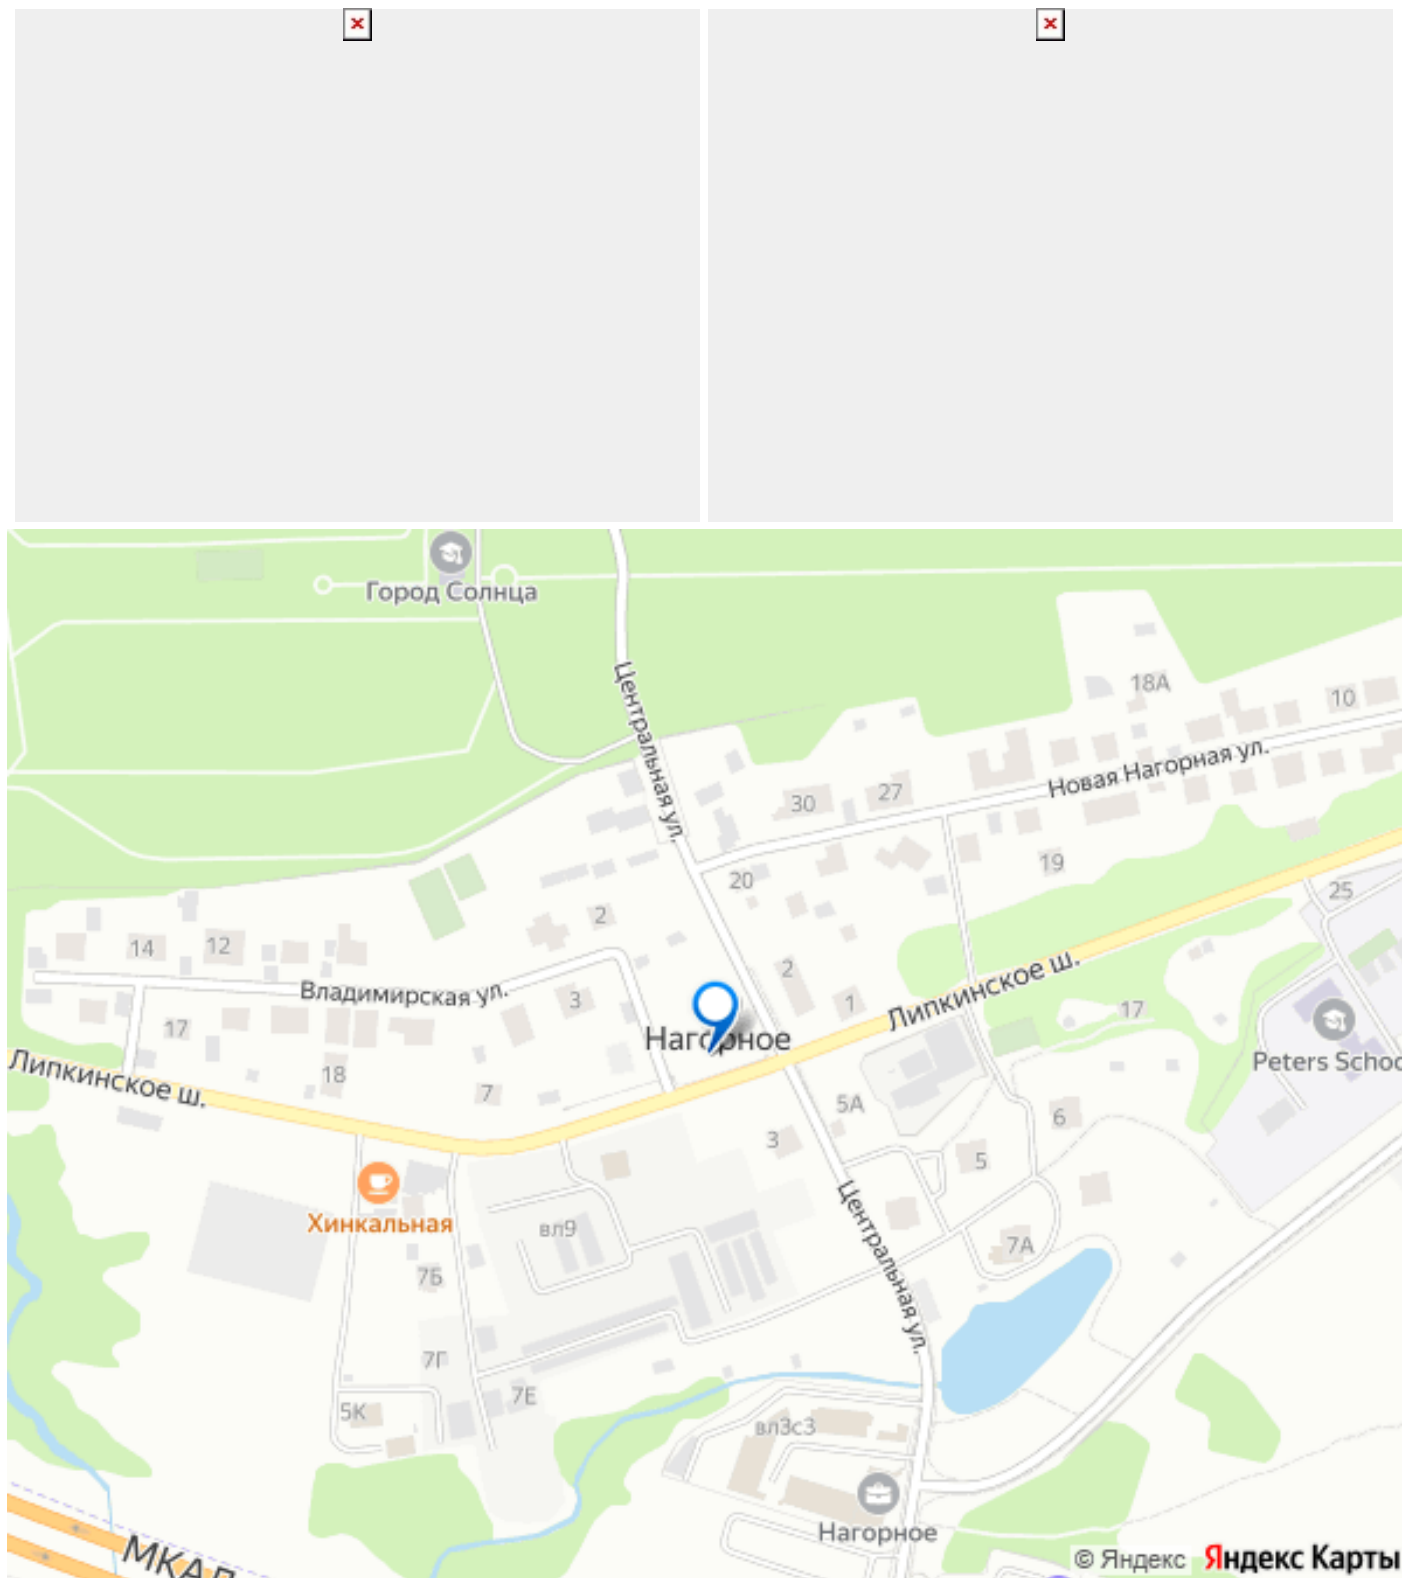 Город Солнца
Центральная ул.
18А
10
Новая Нагорная ул.
30
27
20
19
25
2
14
12
2
Владимирская ул.
3
1
Липкинское ш.
17
17
Нагорное
Peters Schoo
Липкинское ш.
18
7
5А
6
3
5
Хинкальная
вл9
Центральная ул.
7А
7Б
7Г
7Е
5К
вл3с3
Нагорное
МКАД
© Яндекс Яндекс Карты